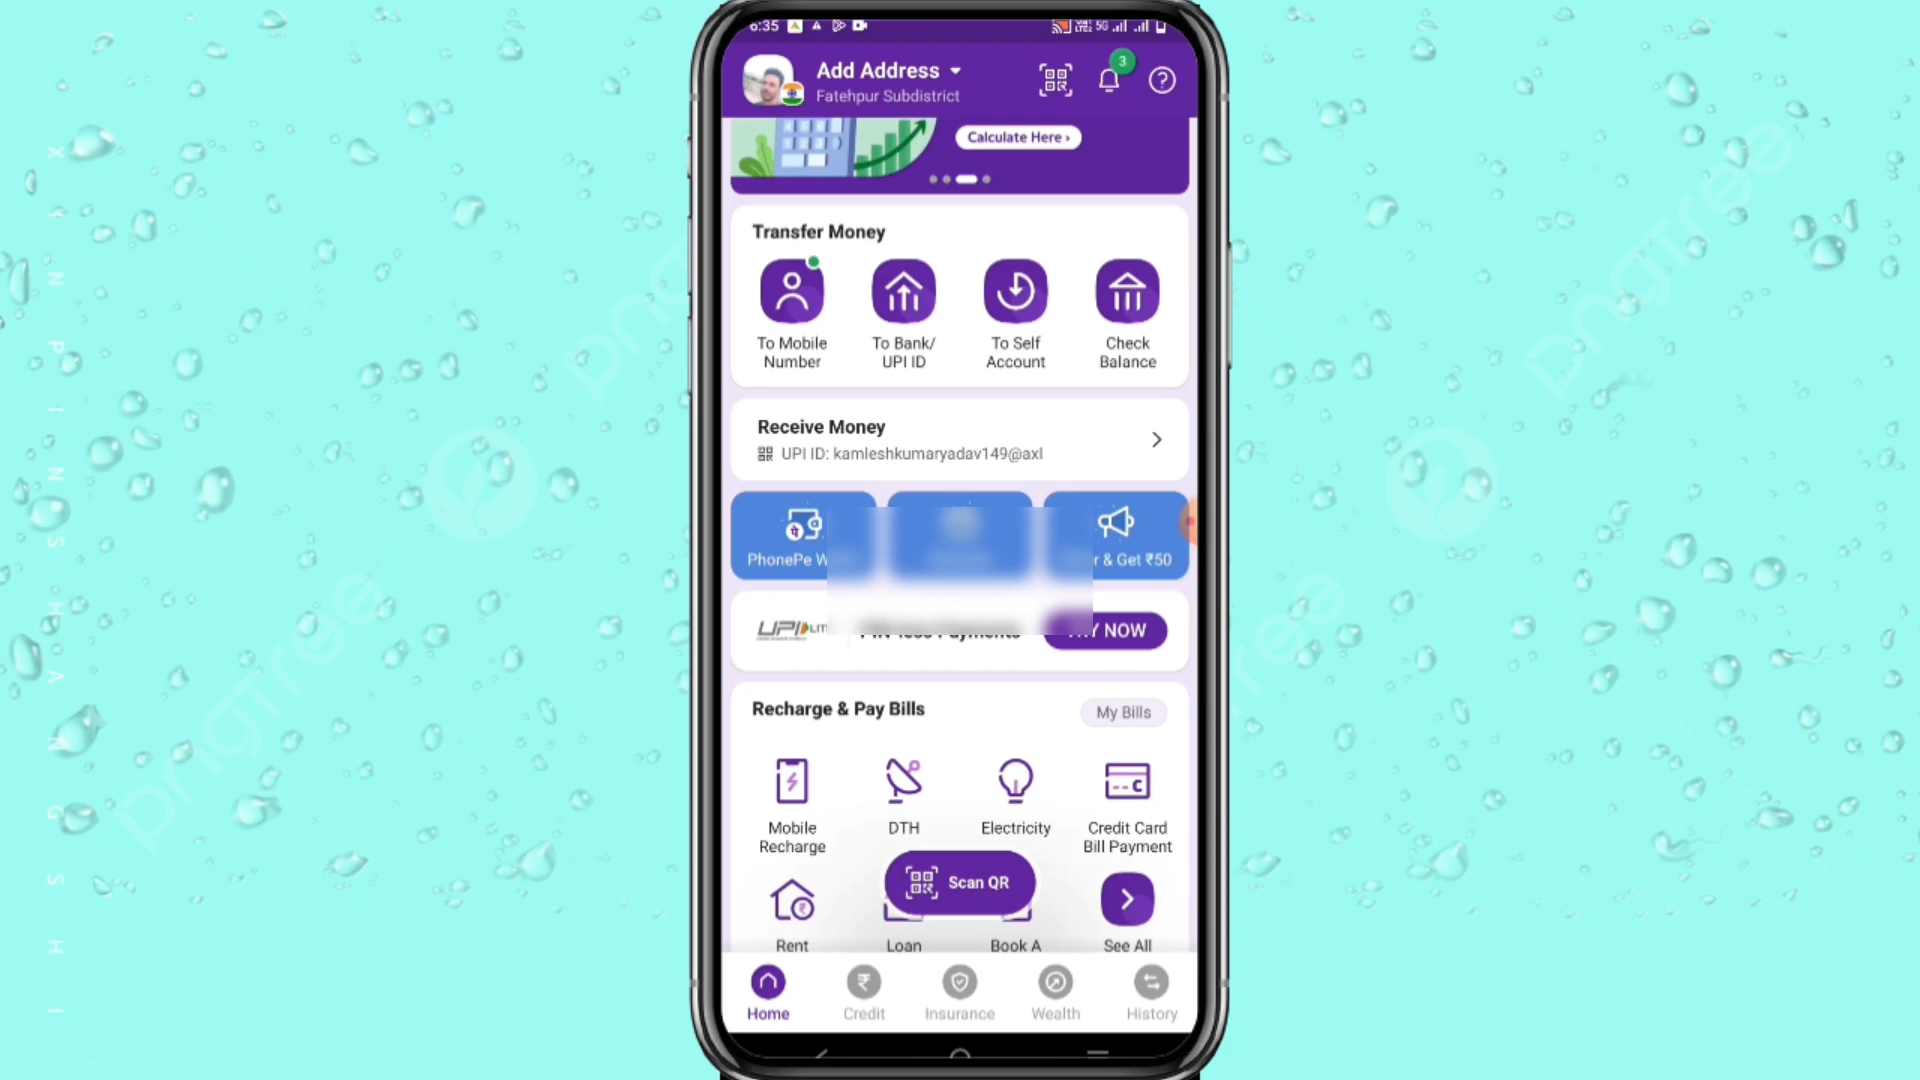 6:35
5G
Add Address
Fatehpur Subdistrict
3
Calculate Here ›
Transfer Money
To Mobile
Number
To Bank/
UPI ID
To Self
Account
Check
Balance
Receive Money
UPI ID: kamleshkumaryadav149@axl
PhonePe
& Get ₹50
UPI
NOW
Recharge & Pay Bills
My Bills
Mobile
Recharge
DTH
Electricity
Credit Card
Bill Payment
Scan QR
Rent
Loan
Book A
See All
Home
Credit
Insurance
Wealth
History
pngtree
XINPINSHANGSHI